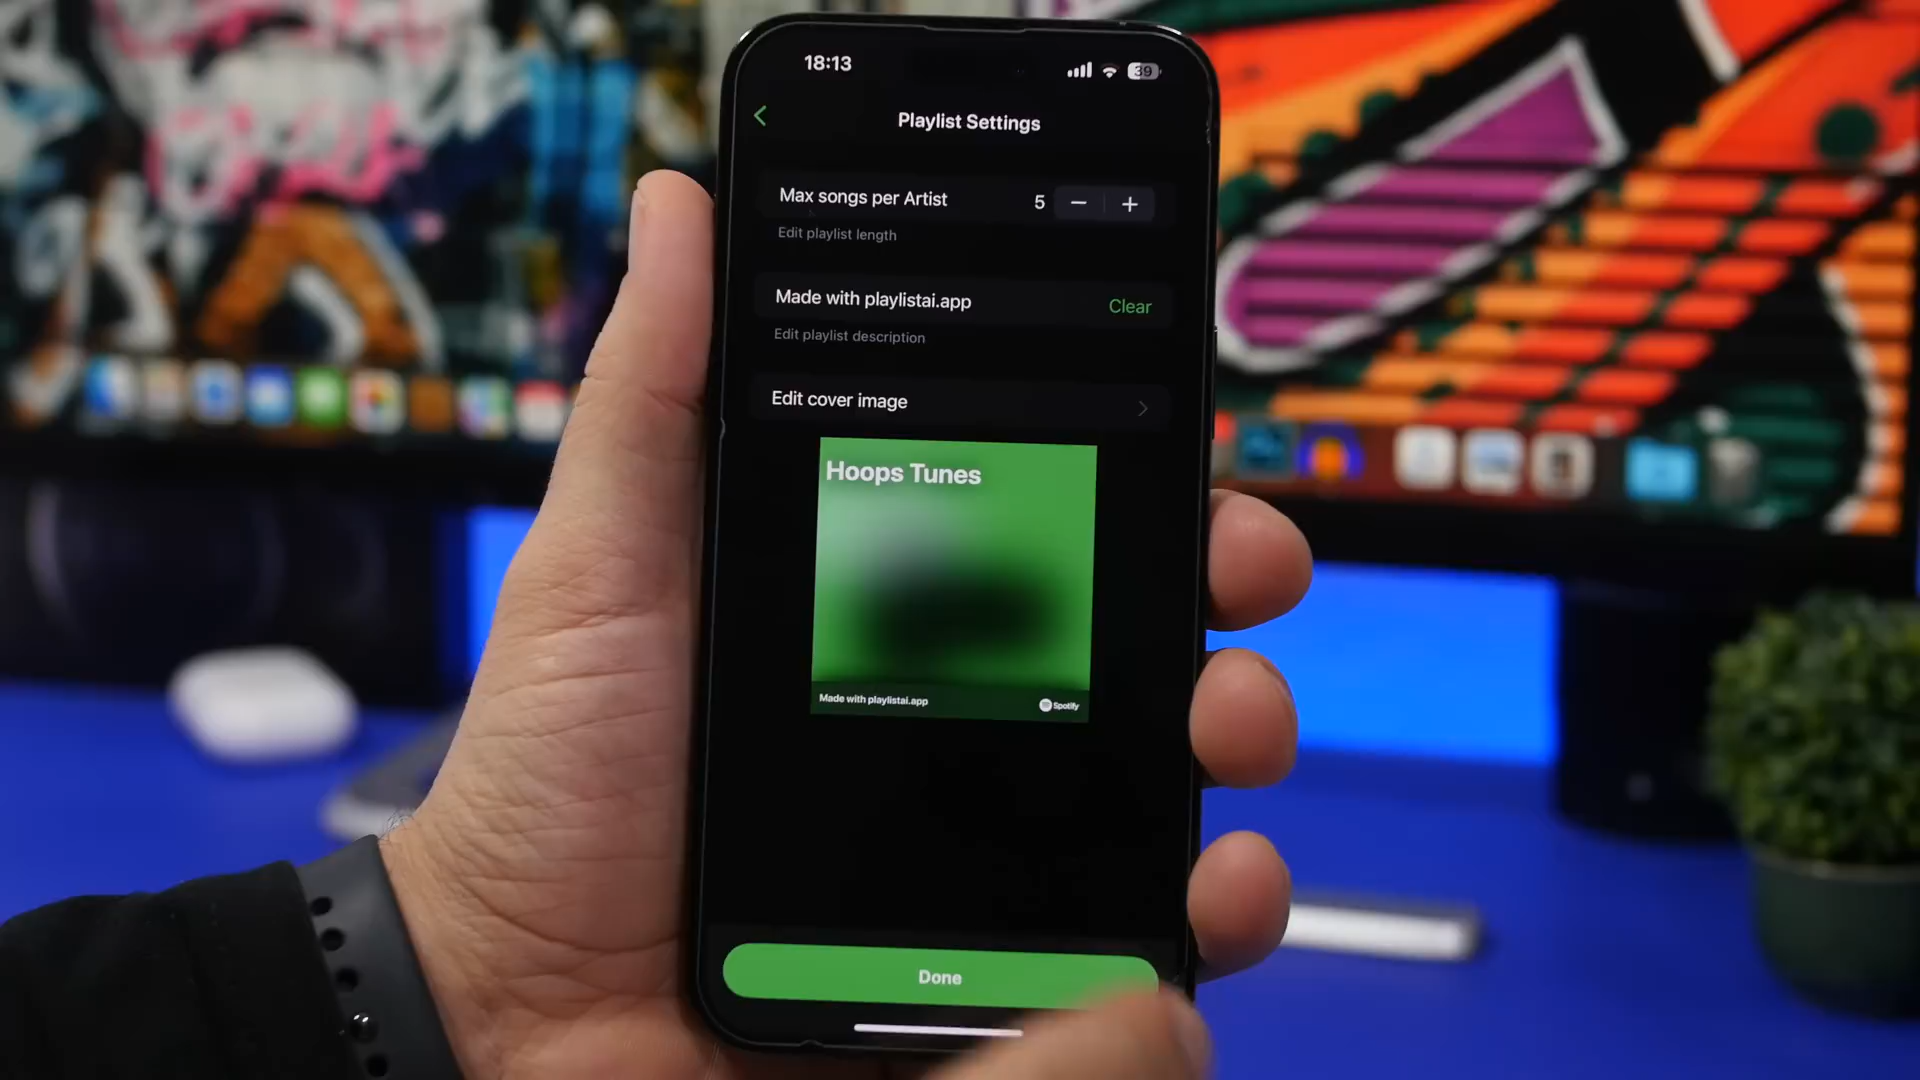 18:13
39
Playlist Settings
Max songs per Artist 5 − +
Edit playlist length
Made with playlistai.app Clear
Edit playlist description
Edit cover image
Hoops Tunes
Made with playlistai.app Spotify
Done